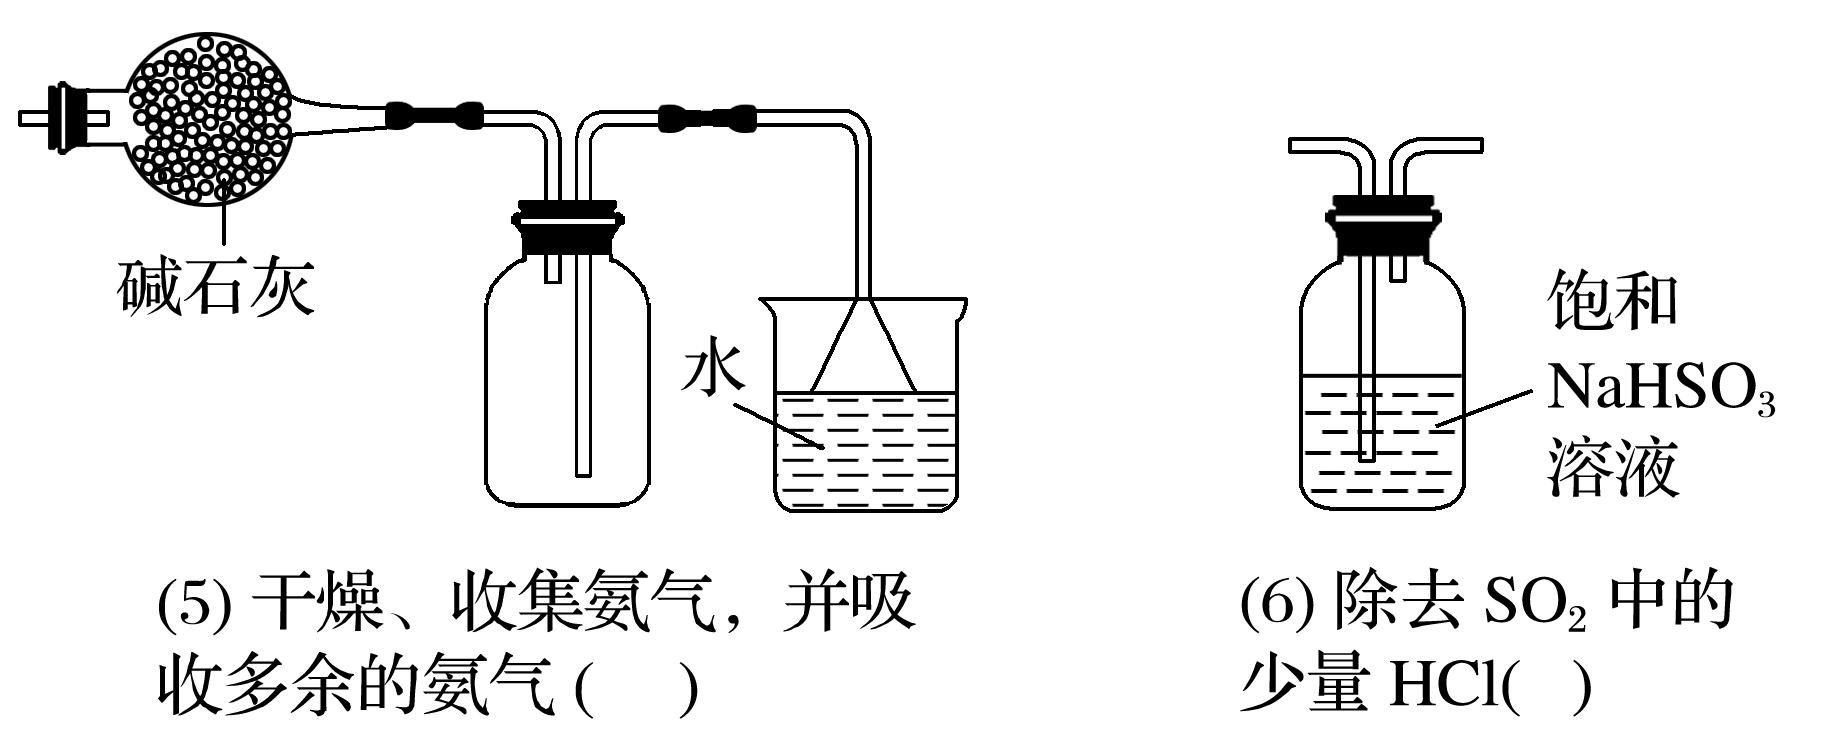 碱石灰
水
饱和
NaHSO₃
溶液
(5) 干燥、收集氨气，并吸
收多余的氨气 (　)
(6) 除去 SO₂ 中的
少量 HCl(　)